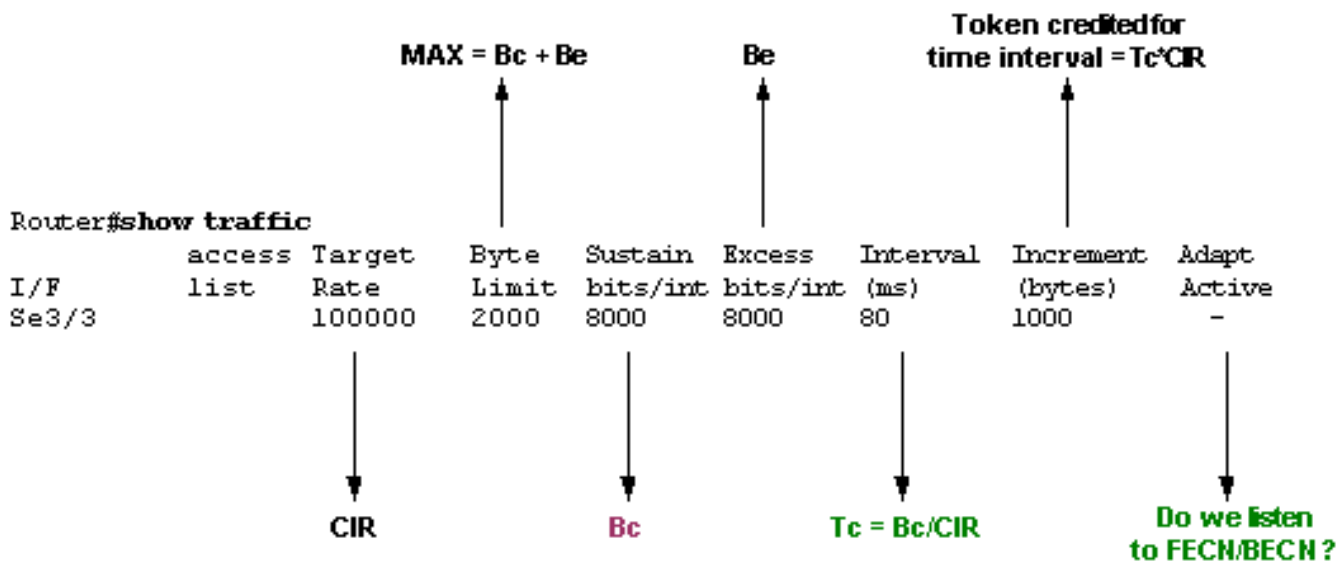 Token credited for
MAX = Bc + Be Be time interval = Tc*CIR
Router#show traffic
access Target Byte Sustain Excess Interval Increment Adapt
I/F list Rate Limit bits/int bits/int (ms) (bytes) Active
Se3/3 100000 2000 8000 8000 80 1000 -
CIR Bc Tc = Bc/CIR Do we listen
to FECN/BECN ?